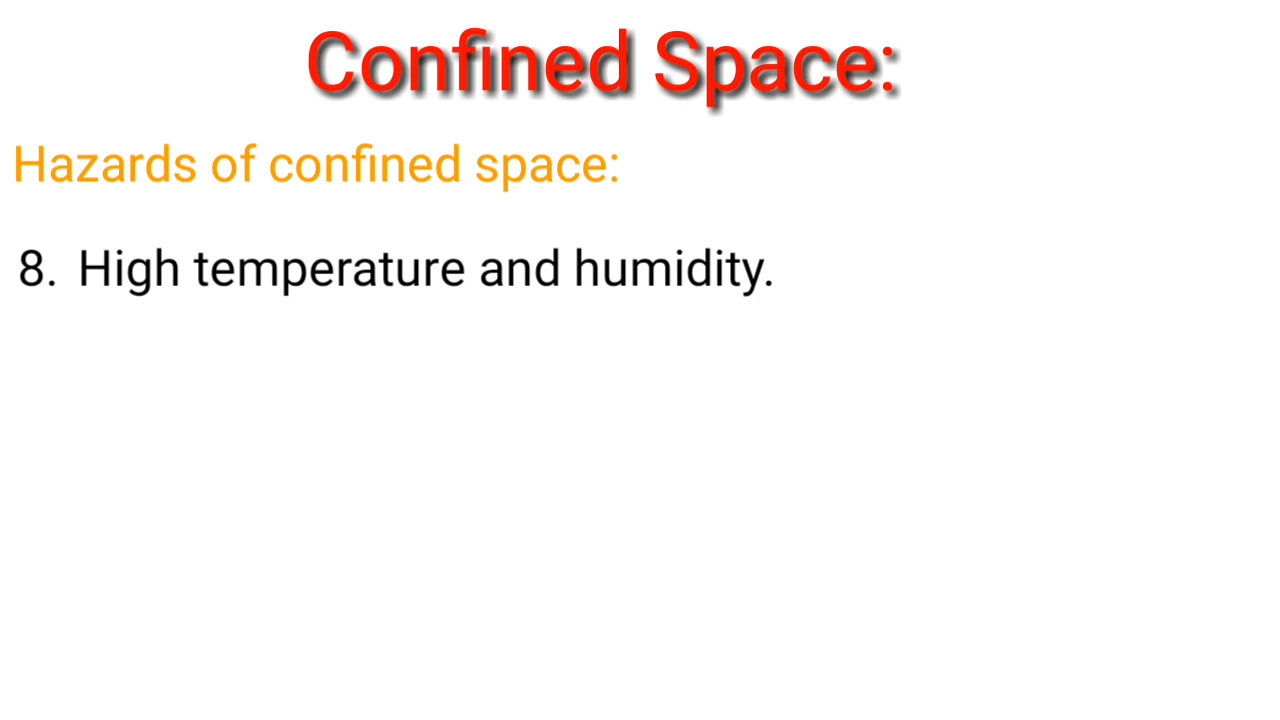 Confined Space:
Hazards of confined space:
8. High temperature and humidity.